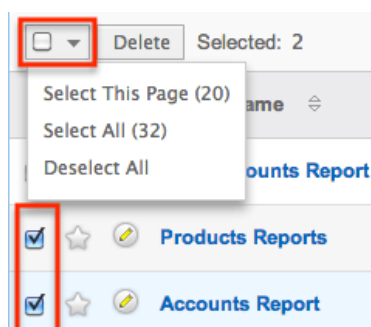 Delete Selected: 2
Select This Page (20)
ame
Select All (32)
Deselect All
ounts Report
Products Reports
Accounts Report